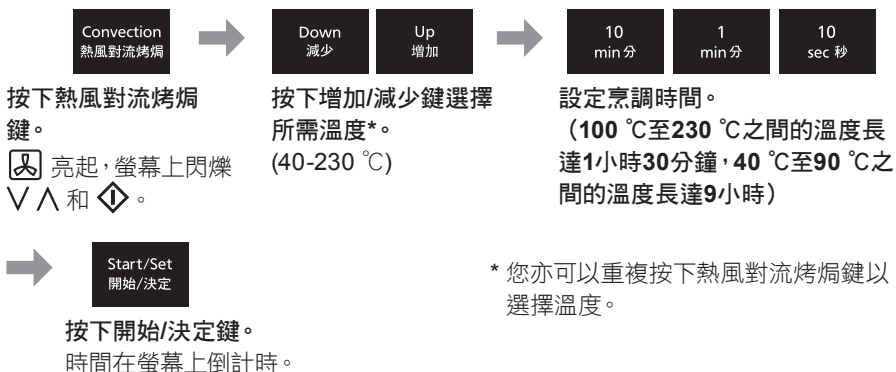 Convection
熱風對流烤焗
Down
減少
Up
增加
10
min 分
1
min 分
10
sec 秒
按下熱風對流烤焗
鍵。
亮起，螢幕上閃爍
∨ ∧ 和 。
按下增加/減少鍵選擇
所需溫度*。
(40-230 ℃)
設定烹調時間。
（100 ℃至230 ℃之間的溫度長
達1小時30分鐘，40 ℃至90 ℃之
間的溫度長達9小時）
Start/Set
開始/決定
按下開始/決定鍵。
時間在螢幕上倒計時。
* 您亦可以重複按下熱風對流烤焗鍵以
選擇溫度。